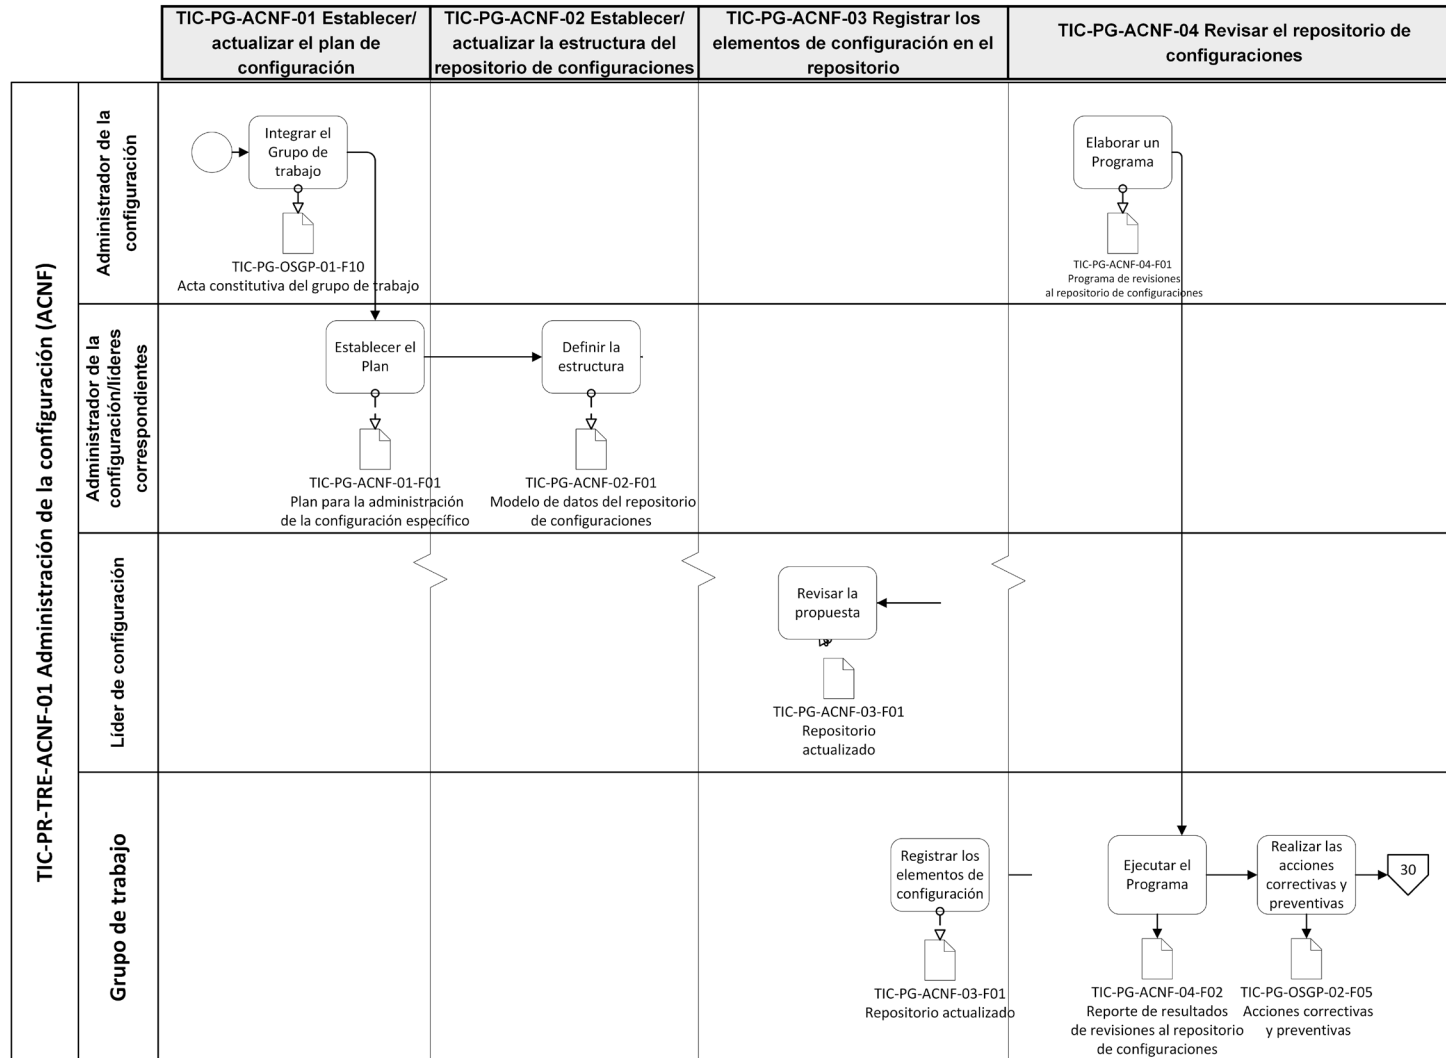 TIC-PG-ACNF-01 Establecer/
actualizar el plan de
configuración
TIC-PG-ACNF-02 Establecer/
actualizar la estructura del
repositorio de configuraciones
TIC-PG-ACNF-03 Registrar los
elementos de configuración en el
repositorio
TIC-PG-ACNF-04 Revisar el repositorio de
configuraciones
TIC-PR-TRE-ACNF-01 Administración de la configuración (ACNF)
Administrador de la
configuración
Integrar el
Grupo de
trabajo
TIC-PG-OSGP-01-F10
Acta constitutiva del grupo de trabajo
Elaborar un
Programa
TIC-PG-ACNF-04-F01
Programa de revisiones
al repositorio de configuraciones
Administrador de la
configuración/líderes
correspondientes
Establecer el
Plan
TIC-PG-ACNF-01-F01
Plan para la administración
de la configuración específico
Definir la
estructura
TIC-PG-ACNF-02-F01
Modelo de datos del repositorio
de configuraciones
Líder de configuración
Revisar la
propuesta
TIC-PG-ACNF-03-F01
Repositorio
actualizado
Grupo de trabajo
Registrar los
elementos de
configuración
TIC-PG-ACNF-03-F01
Repositorio actualizado
Ejecutar el
Programa
TIC-PG-ACNF-04-F02
Reporte de resultados
de revisiones al repositorio
de configuraciones
Realizar las
acciones
correctivas y
preventivas
TIC-PG-OSGP-02-F05
Acciones correctivas
y preventivas
30